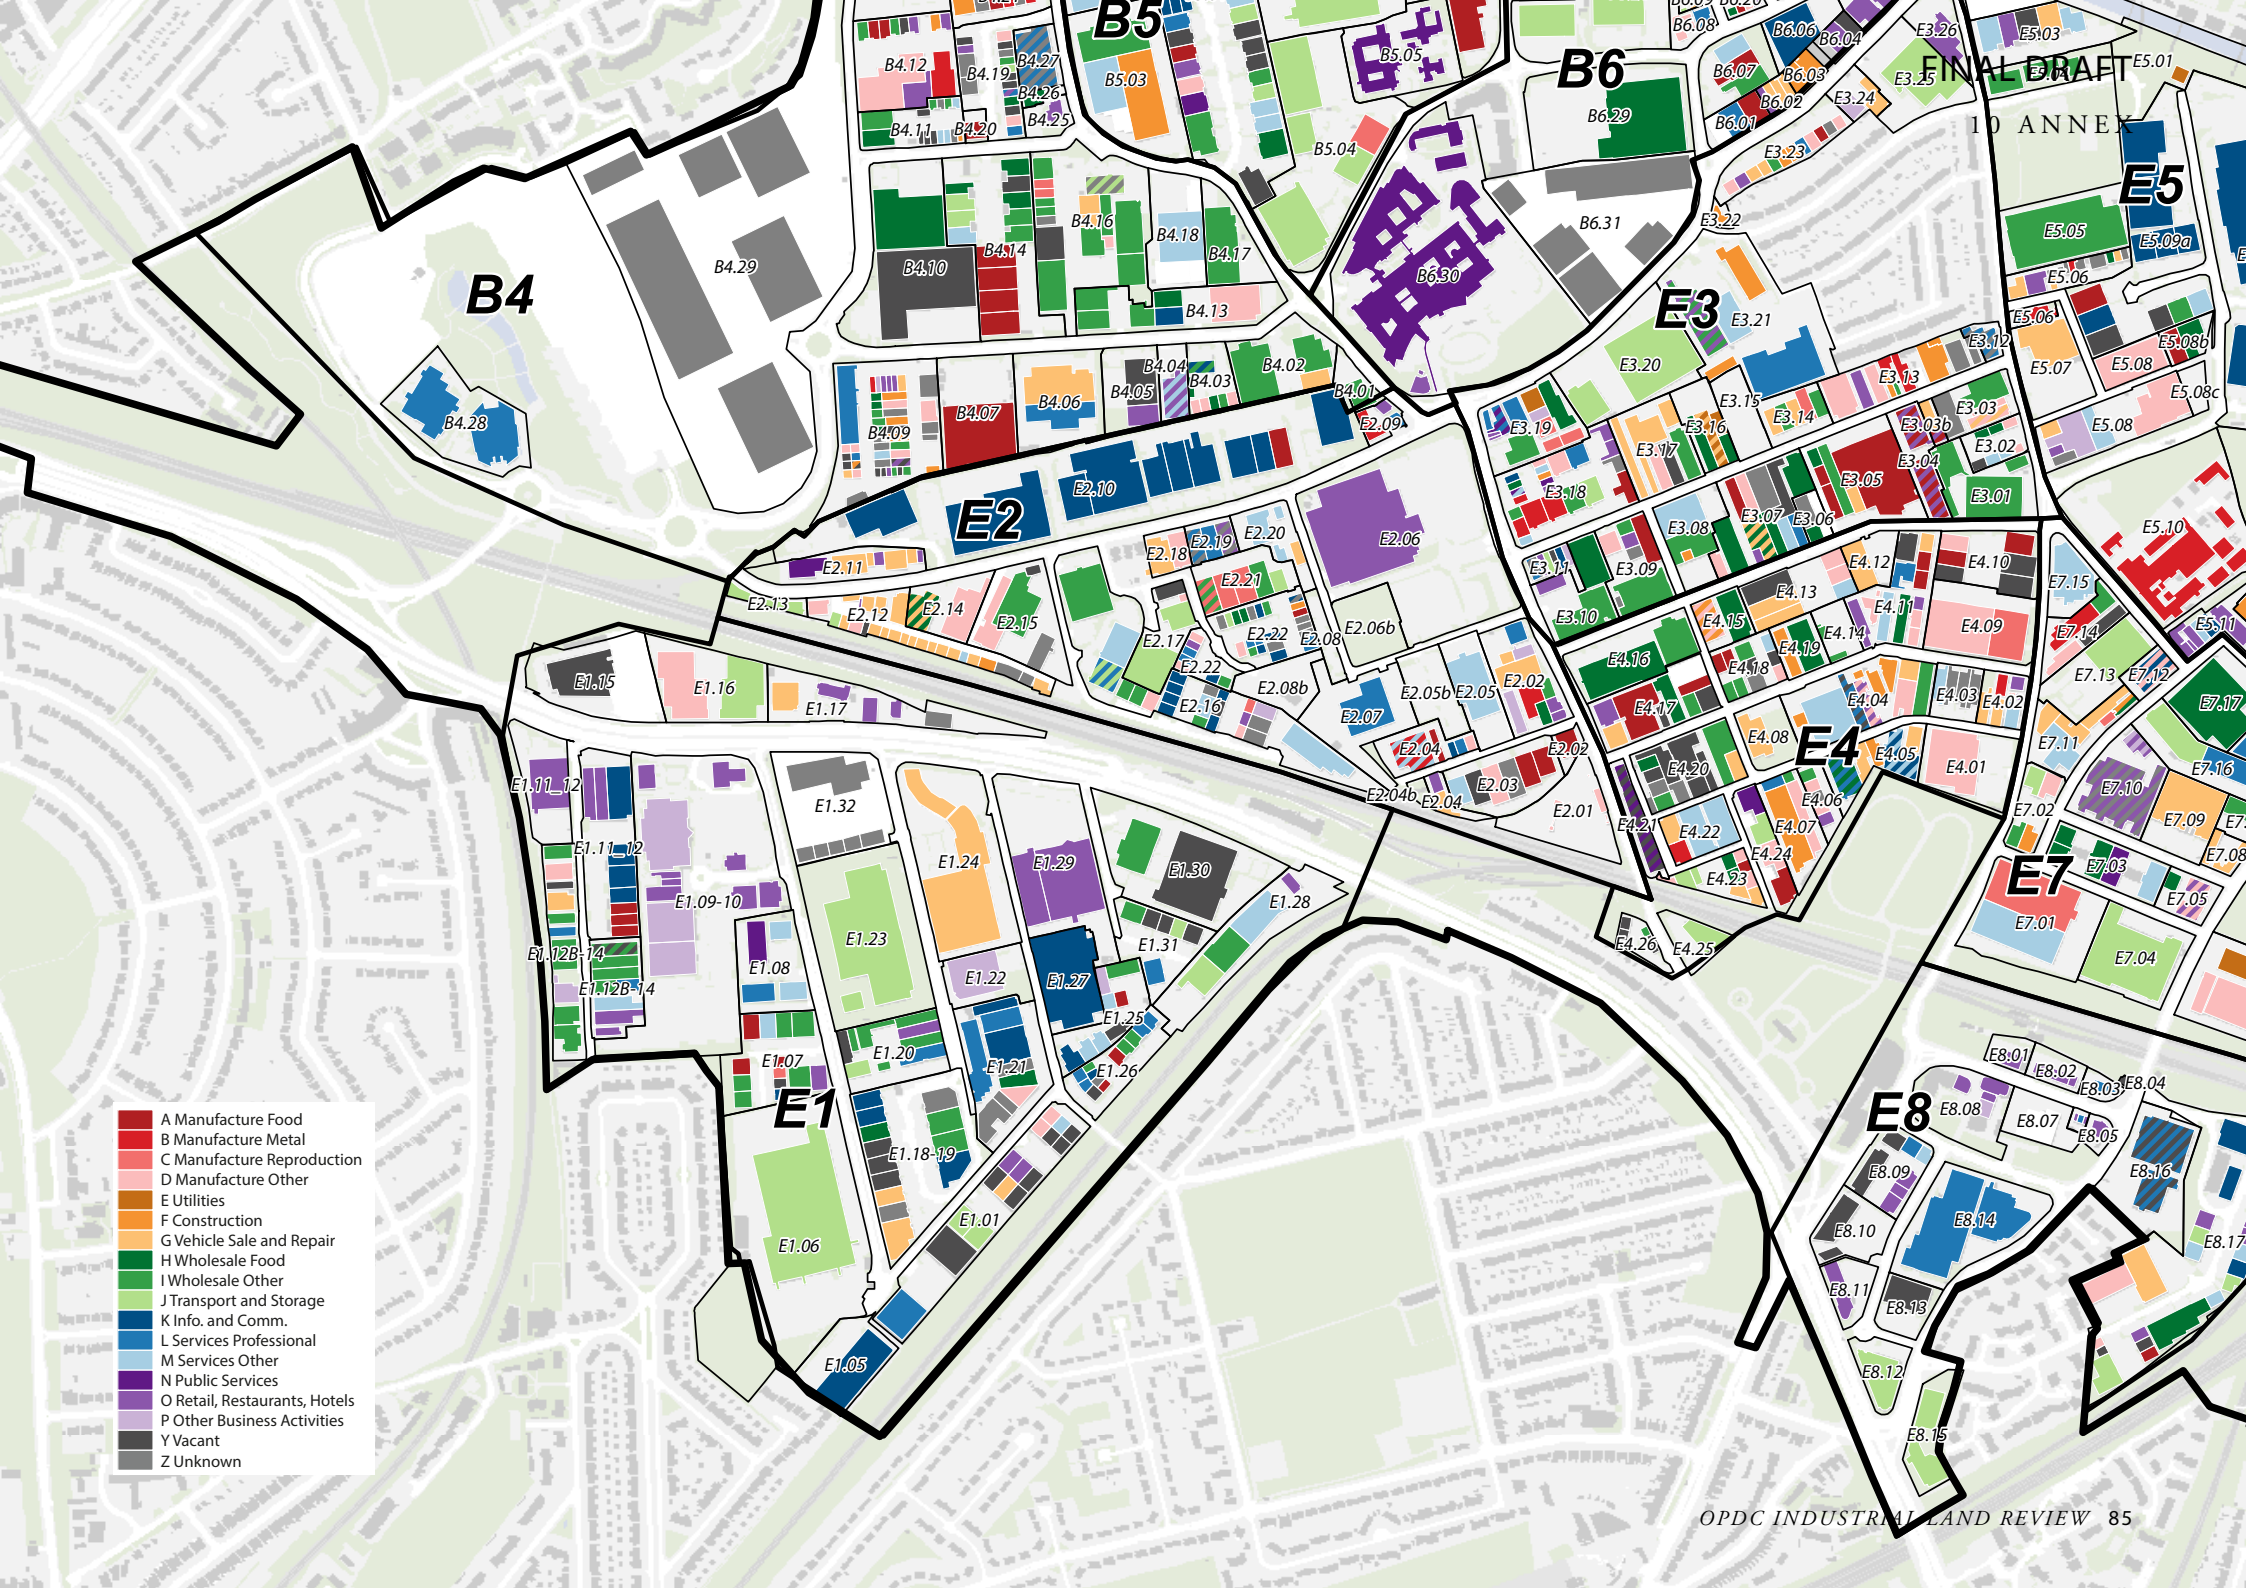 B5
B5.05
B6
B6.08
B6.06
B6.04
E3.26
E5.03
FINAL DRAFT
E5.01
E3.25
10 ANNEX
B4.12
B4.19
B4.27
B4.26
B4.25
B4.11
B4.20
B5.03
B5.04
B6.29
B6.07
B6.03
B6.02
B6.01
E3.24
E3.23
E5
B4
B4.29
B4.10
B4.14
B4.16
B4.18
B4.17
B4.13
B6.30
B6.31
E3.22
E5.05
E5.09a
E3
E3.21
E3.20
E5.06
E5.06
E3.12
E5.07
E5.08b
E5.08
E5.08c
E5.08
B4.28
B4.09
B4.07
B4.06
B4.05
B4.04
B4.03
B4.02
B4.01
E2.09
E3.19
E3.17
E3.16
E3.15
E3.14
E3.13
E3.03
E3.03b
E3.02
E3.04
E3.05
E3.01
E3.18
E2
E2.10
E2.06
E3.08
E3.07
E3.06
E5.10
E2.11
E2.18
E2.19
E2.20
E2.21
E3.11
E3.09
E3.10
E4.12
E4.10
E7.15
E2.13
E2.12
E2.14
E2.15
E2.17
E2.22
E2.22
E2.08
E2.06b
E4.13
E4.15
E4.11
E4.14
E4.09
E7.14
E5.11
E1.15
E1.16
E1.17
E2.16
E2.08b
E2.07
E2.05b
E2.05
E2.02
E4.16
E4.18
E4.19
E4.17
E4.04
E4.03
E4.02
E7.13
E7.12
E7.17
E2.04
E2.02
E2.03
E2.04b
E2.04
E2.01
E4.08
E4
E4.05
E4.01
E7.11
E7.16
E4.20
E4.21
E4.22
E4.06
E4.07
E4.24
E4.23
E7.02
E7.10
E7.09
E7.08
E1.11_12
E1.32
E1.11_12
E1.24
E1.29
E1.30
E1.09-10
E1.28
E7
E7.03
E7.05
E7.01
E7.04
E1.23
E1.31
E4.26
E4.25
E1.12B-14
E1.08
E1.22
E1.27
E1.12B-14
E1.25
E1.07
E1.20
E1.21
E1.26
E8.01
E8.02
E8.03
E8.04
E1
E8
E8.08
E8.07
E8.05
E1.18-19
E8.09
E8.16
E1.06
E1.01
E8.10
E8.14
E8.17
E8.11
E8.13
E1.05
E8.12
E8.15
A Manufacture Food
B Manufacture Metal
C Manufacture Reproduction
D Manufacture Other
E Utilities
F Construction
G Vehicle Sale and Repair
H Wholesale Food
I Wholesale Other
J Transport and Storage
K Info. and Comm.
L Services Professional
M Services Other
N Public Services
O Retail, Restaurants, Hotels
P Other Business Activities
Y Vacant
Z Unknown
OPDC INDUSTRIAL LAND REVIEW 85